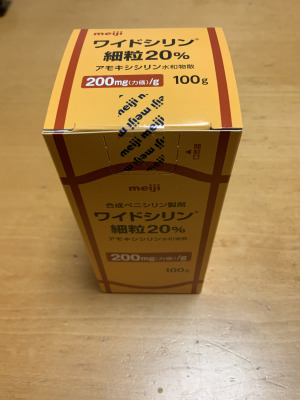 meiji
ワイドシリン®
細粒20%
アモキシシリン水和物散
200mg(力価)/g
100g
meiji
合成ペニシリン製剤
ワイドシリン®
細粒20%
アモキシシリン水和物散
200mg(力価)/g
100g